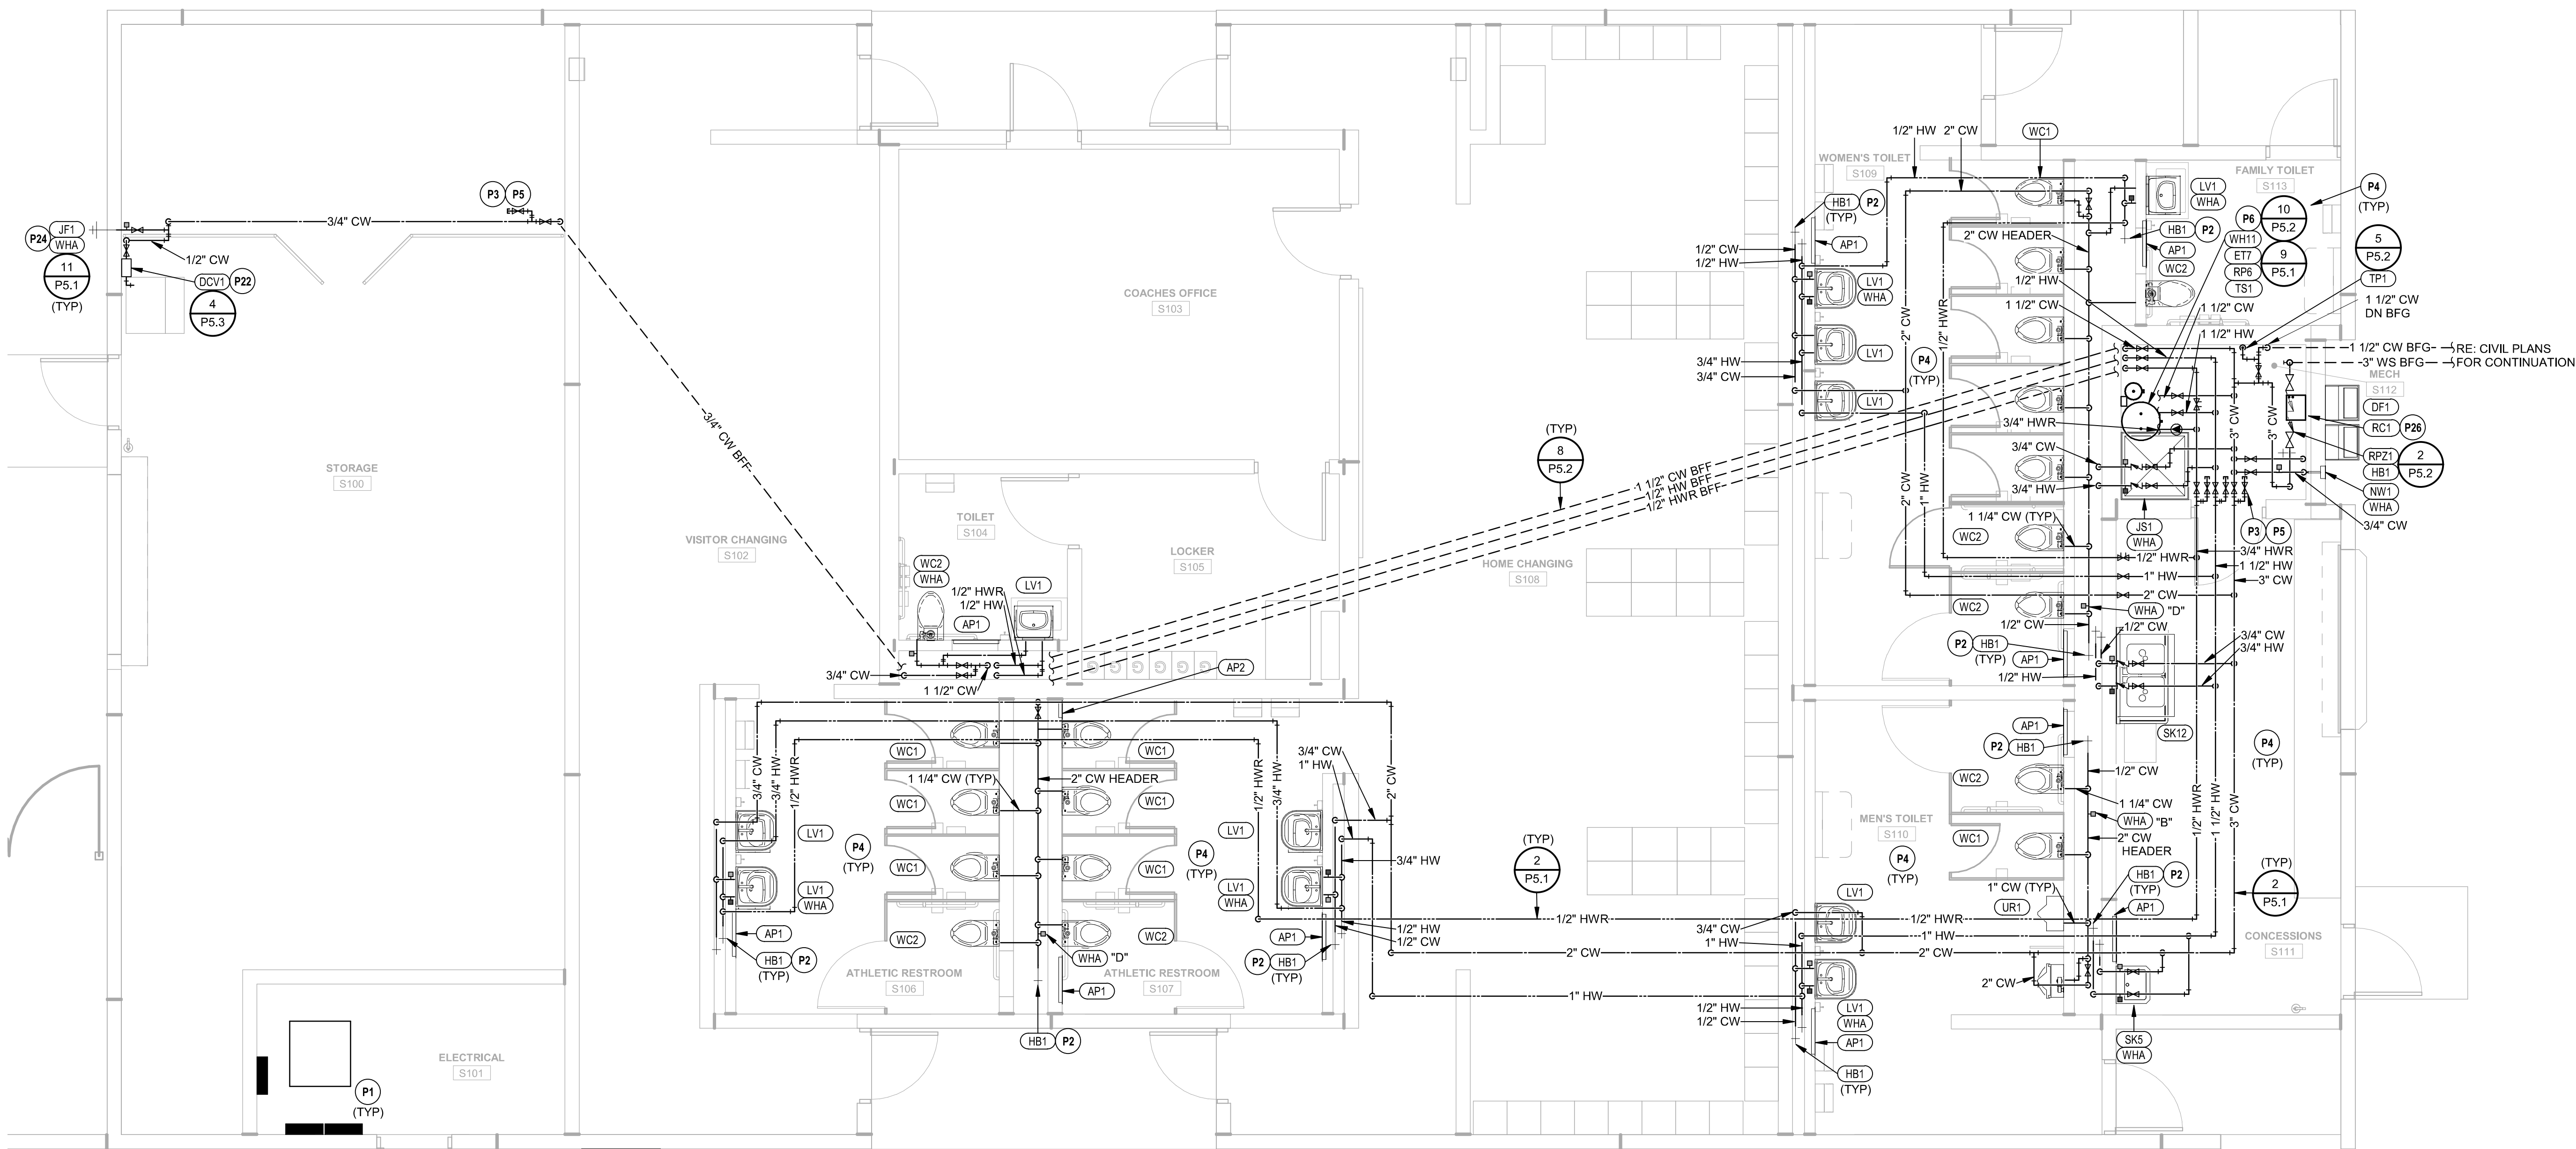 P3
P5
3/4" CW
JF1
WHA
P24
11
P5.1
(TYP)
1/2" CW
DCV1
P22
4
P5.3
3/4" CW BFF
STORAGE
S100
ELECTRICAL
S101
P1
(TYP)
VISITOR CHANGING
S102
COACHES OFFICE
S103
TOILET
S104
LOCKER
S105
WC2
WHA
LV1
AP1
1/2" HWR
1/2" HW
3/4" CW
1 1/2" CW
AP2
1 1/2" CW BFF
1/2" HW BFF
1/2" HWR BFF
(TYP)
8
P5.2
HOME CHANGING
S108
3/4" CW
3/4" HW
1/2" HWR
WC1
WC1
1 1/4" CW (TYP)
2" CW HEADER
WC1
WC1
LV1
P4
(TYP)
WC1
WC1
LV1
WHA
WC2
WC2
AP1
HB1
P2
(TYP)
WHA "D"
AP1
ATHLETIC RESTROOM
S106
ATHLETIC RESTROOM
S107
HB1
P2
1/2" HWR
3/4" HW
3/4" CW
1" HW
2" CW
LV1
P4
(TYP)
3/4" HW
LV1
WHA
AP1
1/2" HW
1/2" CW
P2
HB1
(TYP)
(TYP)
2
P5.1
1/2" HWR
2" CW
1" HW
1/2" HW
2" CW
WC1
WOMEN'S TOILET
S109
HB1
P2
(TYP)
AP1
1/2" CW
1/2" HW
LV1
WHA
LV1
3/4" HW
3/4" CW
LV1
2" CW
1/2" HWR
P4
(TYP)
2" CW
1" HW
2" CW HEADER
1/2" HW
1 1/2" CW
LV1
WHA
HB1
P2
AP1
WC2
FAMILY TOILET
S113
P4
(TYP)
P6
10
P5.2
WH11
ET7
RP6
TS1
9
P5.1
5
P5.2
TP1
1 1/2" CW
DN BFG
1 1/2" CW
1 1/2" HW
1 1/2" CW BFG
RE: CIVIL PLANS
3" WS BFG
FOR CONTINUATION
MECH
S112
DF1
RC1
P26
RPZ1
HB1
2
P5.2
NW1
WHA
3/4" CW
3" CW
3" CW
3/4" HWR
3/4" CW
3/4" HW
JS1
WHA
P3
P5
1 1/4" CW (TYP)
WC2
1/2" HWR
3/4" HWR
1 1/2" HW
3" CW
1" HW
2" CW
WC2
WHA "D"
1/2" CW
1/2" CW
P2
HB1
(TYP)
AP1
1/2" HW
3/4" CW
3/4" HW
SK12
AP1
P2
HB1
1/2" CW
WC2
1 1/4" CW
WHA "B"
2" CW
HEADER
WC1
MEN'S TOILET
S110
P4
(TYP)
P4
(TYP)
1/2" HWR
1 1/2" HW
3" CW
(TYP)
2
P5.1
HB1
P2
(TYP)
1" CW (TYP)
UR1
AP1
LV1
3/4" CW
1" HW
1/2" HWR
1" HW
2" CW
CONCESSIONS
S111
2" CW
1/2" HW
1/2" CW
LV1
WHA
AP1
HB1
(TYP)
SK5
WHA